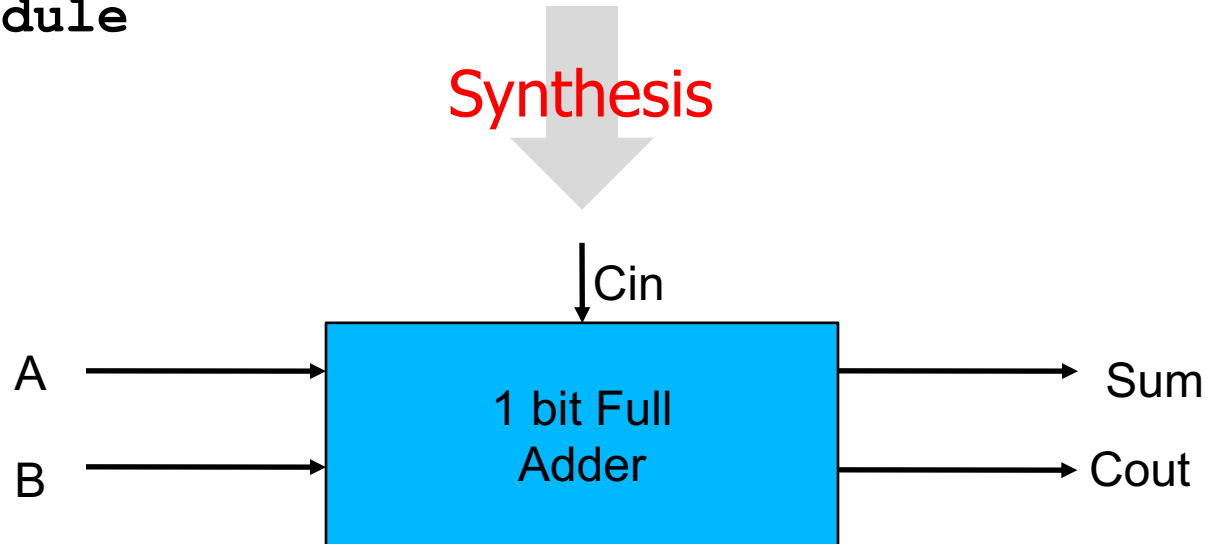 dule
Synthesis
Cin
A
Sum
1 bit Full
Adder
B
Cout